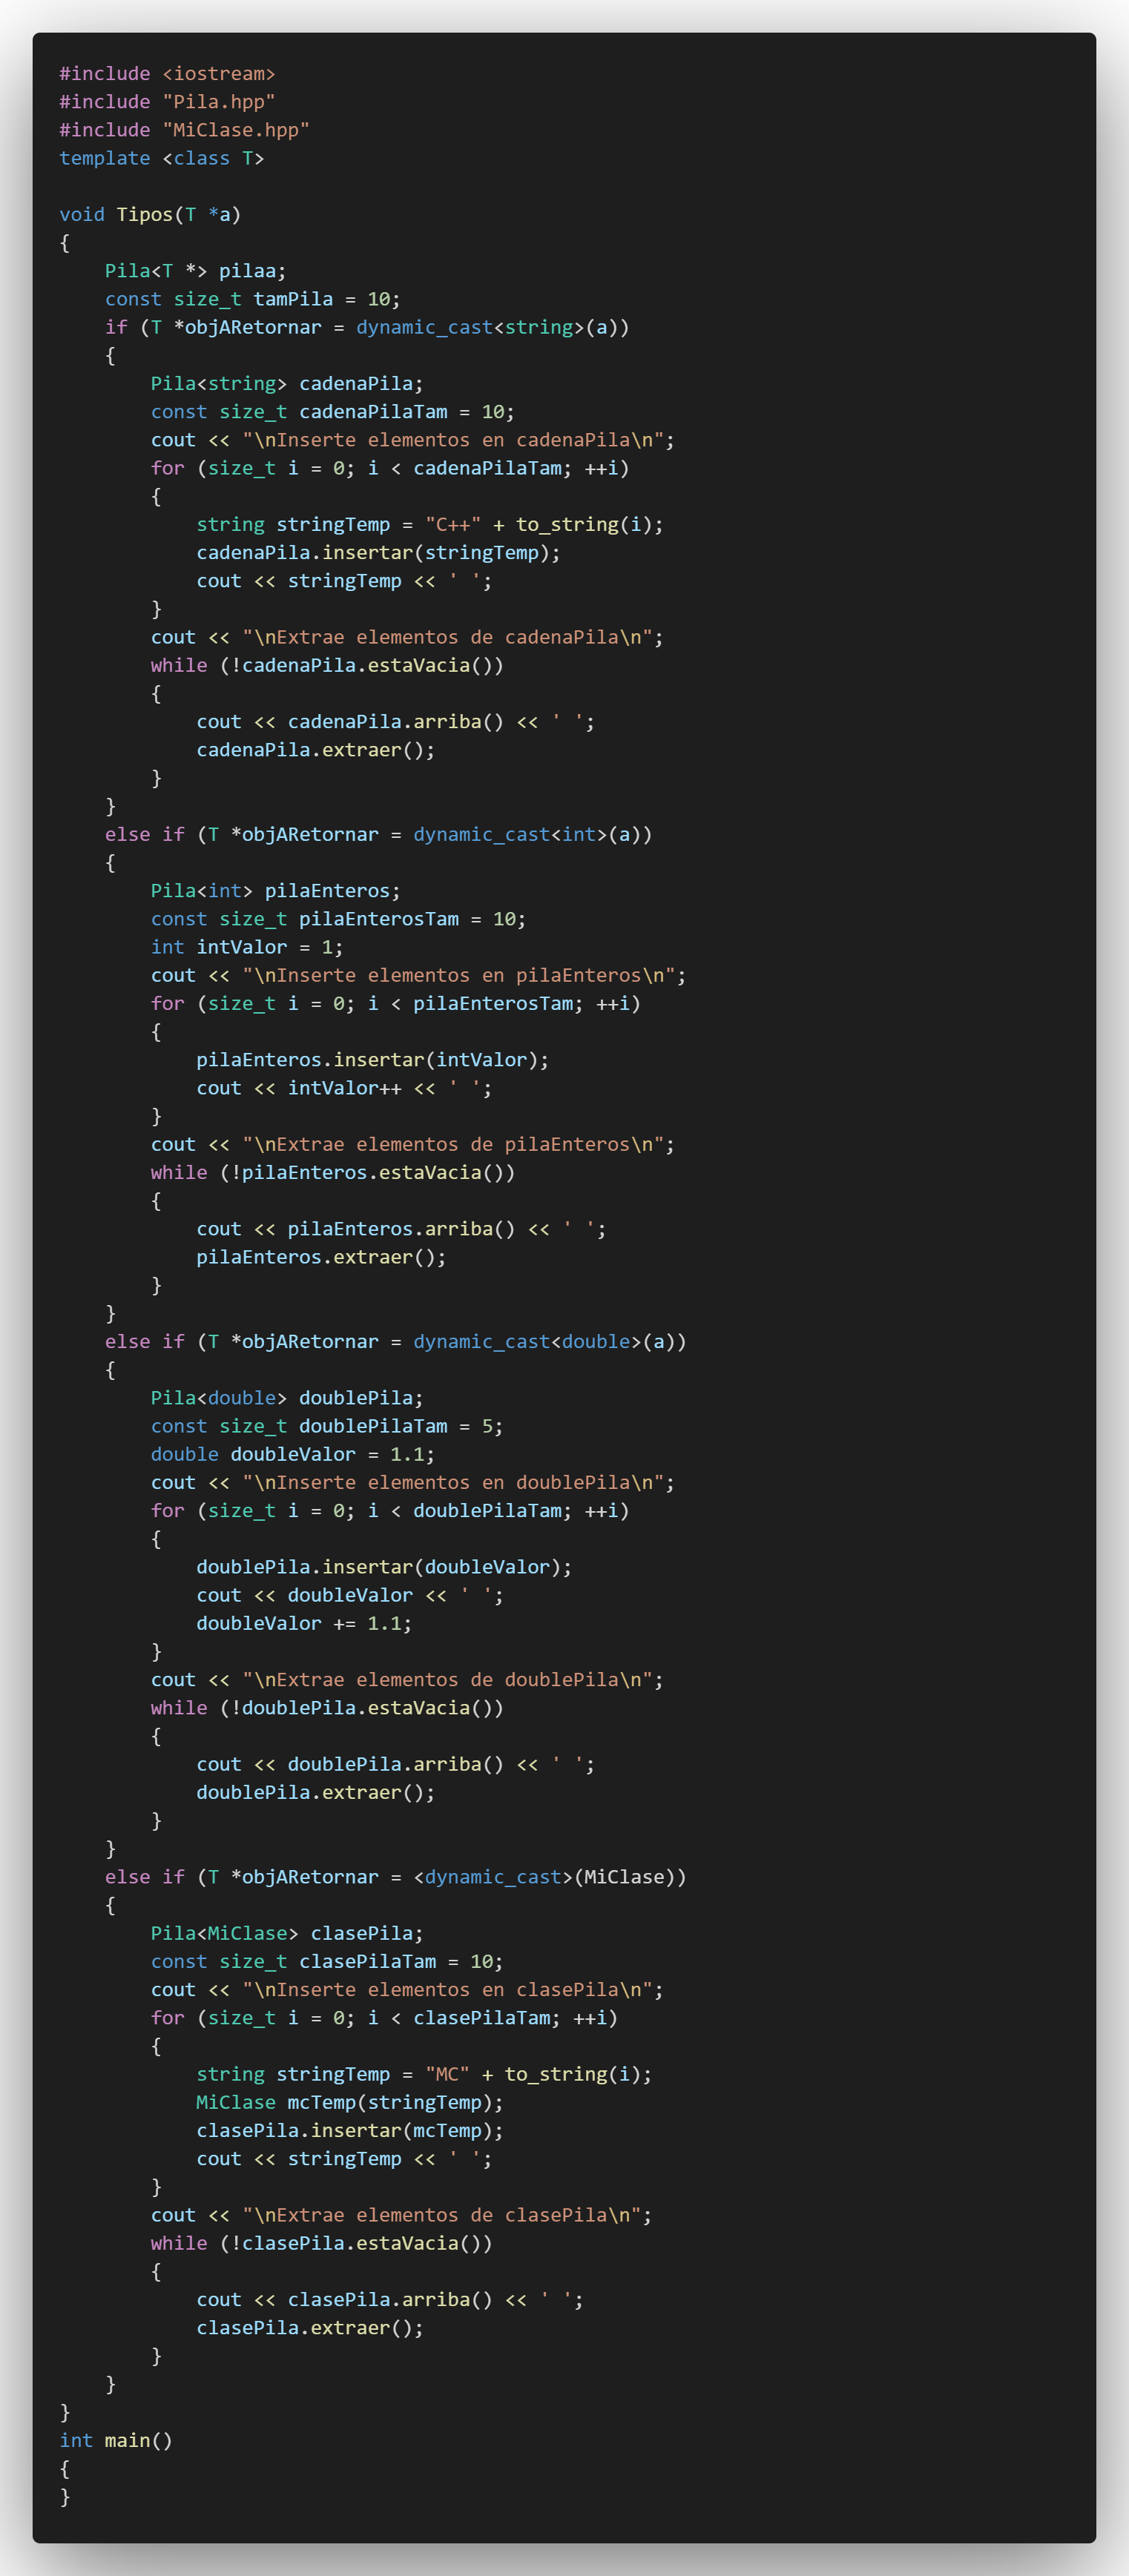 #include <iostream>
#include "Pila.hpp"
#include "MiClase.hpp"
template <class T>

void Tipos(T *a)
{
    Pila<T *> pilaa;
    const size_t tamPila = 10;
    if (T *objARetornar = dynamic_cast<string>(a))
    {
        Pila<string> cadenaPila;
        const size_t cadenaPilaTam = 10;
        cout << "\nInserte elementos en cadenaPila\n";
        for (size_t i = 0; i < cadenaPilaTam; ++i)
        {
            string stringTemp = "C++" + to_string(i);
            cadenaPila.insertar(stringTemp);
            cout << stringTemp << ' ';
        }
        cout << "\nExtrae elementos de cadenaPila\n";
        while (!cadenaPila.estaVacia())
        {
            cout << cadenaPila.arriba() << ' ';
            cadenaPila.extraer();
        }
    }
    else if (T *objARetornar = dynamic_cast<int>(a))
    {
        Pila<int> pilaEnteros;
        const size_t pilaEnterosTam = 10;
        int intValor = 1;
        cout << "\nInserte elementos en pilaEnteros\n";
        for (size_t i = 0; i < pilaEnterosTam; ++i)
        {
            pilaEnteros.insertar(intValor);
            cout << intValor++ << ' ';
        }
        cout << "\nExtrae elementos de pilaEnteros\n";
        while (!pilaEnteros.estaVacia())
        {
            cout << pilaEnteros.arriba() << ' ';
            pilaEnteros.extraer();
        }
    }
    else if (T *objARetornar = dynamic_cast<double>(a))
    {
        Pila<double> doublePila;
        const size_t doublePilaTam = 5;
        double doubleValor = 1.1;
        cout << "\nInserte elementos en doublePila\n";
        for (size_t i = 0; i < doublePilaTam; ++i)
        {
            doublePila.insertar(doubleValor);
            cout << doubleValor << ' ';
            doubleValor += 1.1;
        }
        cout << "\nExtrae elementos de doublePila\n";
        while (!doublePila.estaVacia())
        {
            cout << doublePila.arriba() << ' ';
            doublePila.extraer();
        }
    }
    else if (T *objARetornar = <dynamic_cast>(MiClase))
    {
        Pila<MiClase> clasePila;
        const size_t clasePilaTam = 10;
        cout << "\nInserte elementos en clasePila\n";
        for (size_t i = 0; i < clasePilaTam; ++i)
        {
            string stringTemp = "MC" + to_string(i);
            MiClase mcTemp(stringTemp);
            clasePila.insertar(mcTemp);
            cout << stringTemp << ' ';
        }
        cout << "\nExtrae elementos de clasePila\n";
        while (!clasePila.estaVacia())
        {
            cout << clasePila.arriba() << ' ';
            clasePila.extraer();
        }
    }
}
int main()
{
}